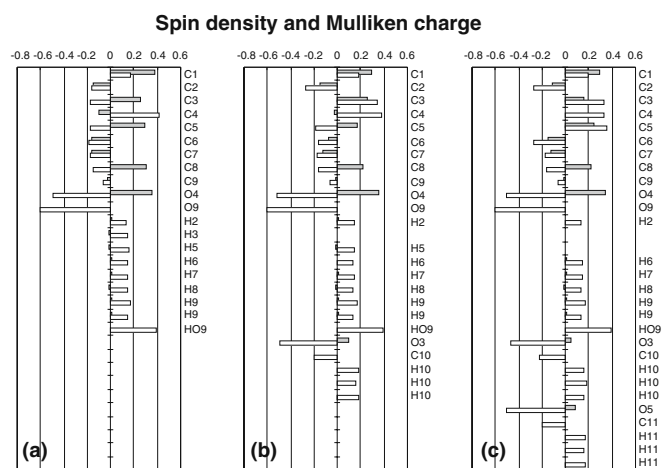 Spin density and Mulliken charge
-0.8 -0.6 -0.4 -0.2 0 0.2 0.4 0.6
C1
C2
C3
C4
C5
C6
C7
C8
C9
O4
O9
H2
H3
H5
H6
H7
H8
H9
H9
HO9
(a)
-0.8 -0.6 -0.4 -0.2 0 0.2 0.4 0.6
C1
C2
C3
C4
C5
C6
C7
C8
C9
O4
O9
H2
H5
H6
H7
H8
H9
H9
HO9
O3
C10
H10
H10
H10
(b)
-0.8 -0.6 -0.4 -0.2 0 0.2 0.4 0.6
C1
C2
C3
C4
C5
C6
C7
C8
C9
O4
O9
H2
H6
H7
H8
H9
H9
HO9
O3
C10
H10
H10
H10
O5
C11
H11
H11
H11
(c)